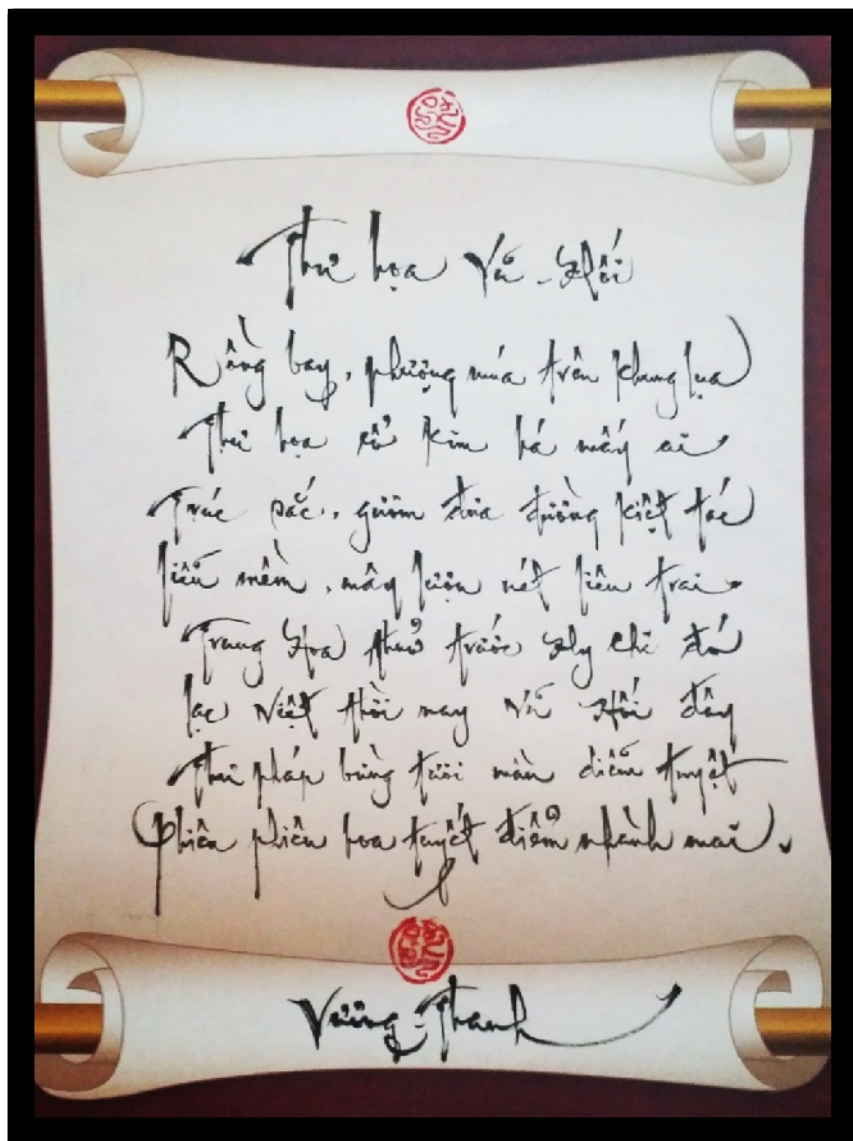 Thư họa Vũ - Hối
Rồng bay, phượng múa trên khung lụa
Thư họa cổ kim há mấy ai
Trúc sắc, gươm đưa đường kiệt tác
Liễu mềm, mây lượn nét liêu trai
Trung Hoa thuở trước Hy Chi đó
Lạc Việt thời nay Vũ Hối đây
Thư pháp bừng tươi màu diễm tuyệt
Phiên phiên hoa tuyết điểm nhành mai.
Vương - Thanh